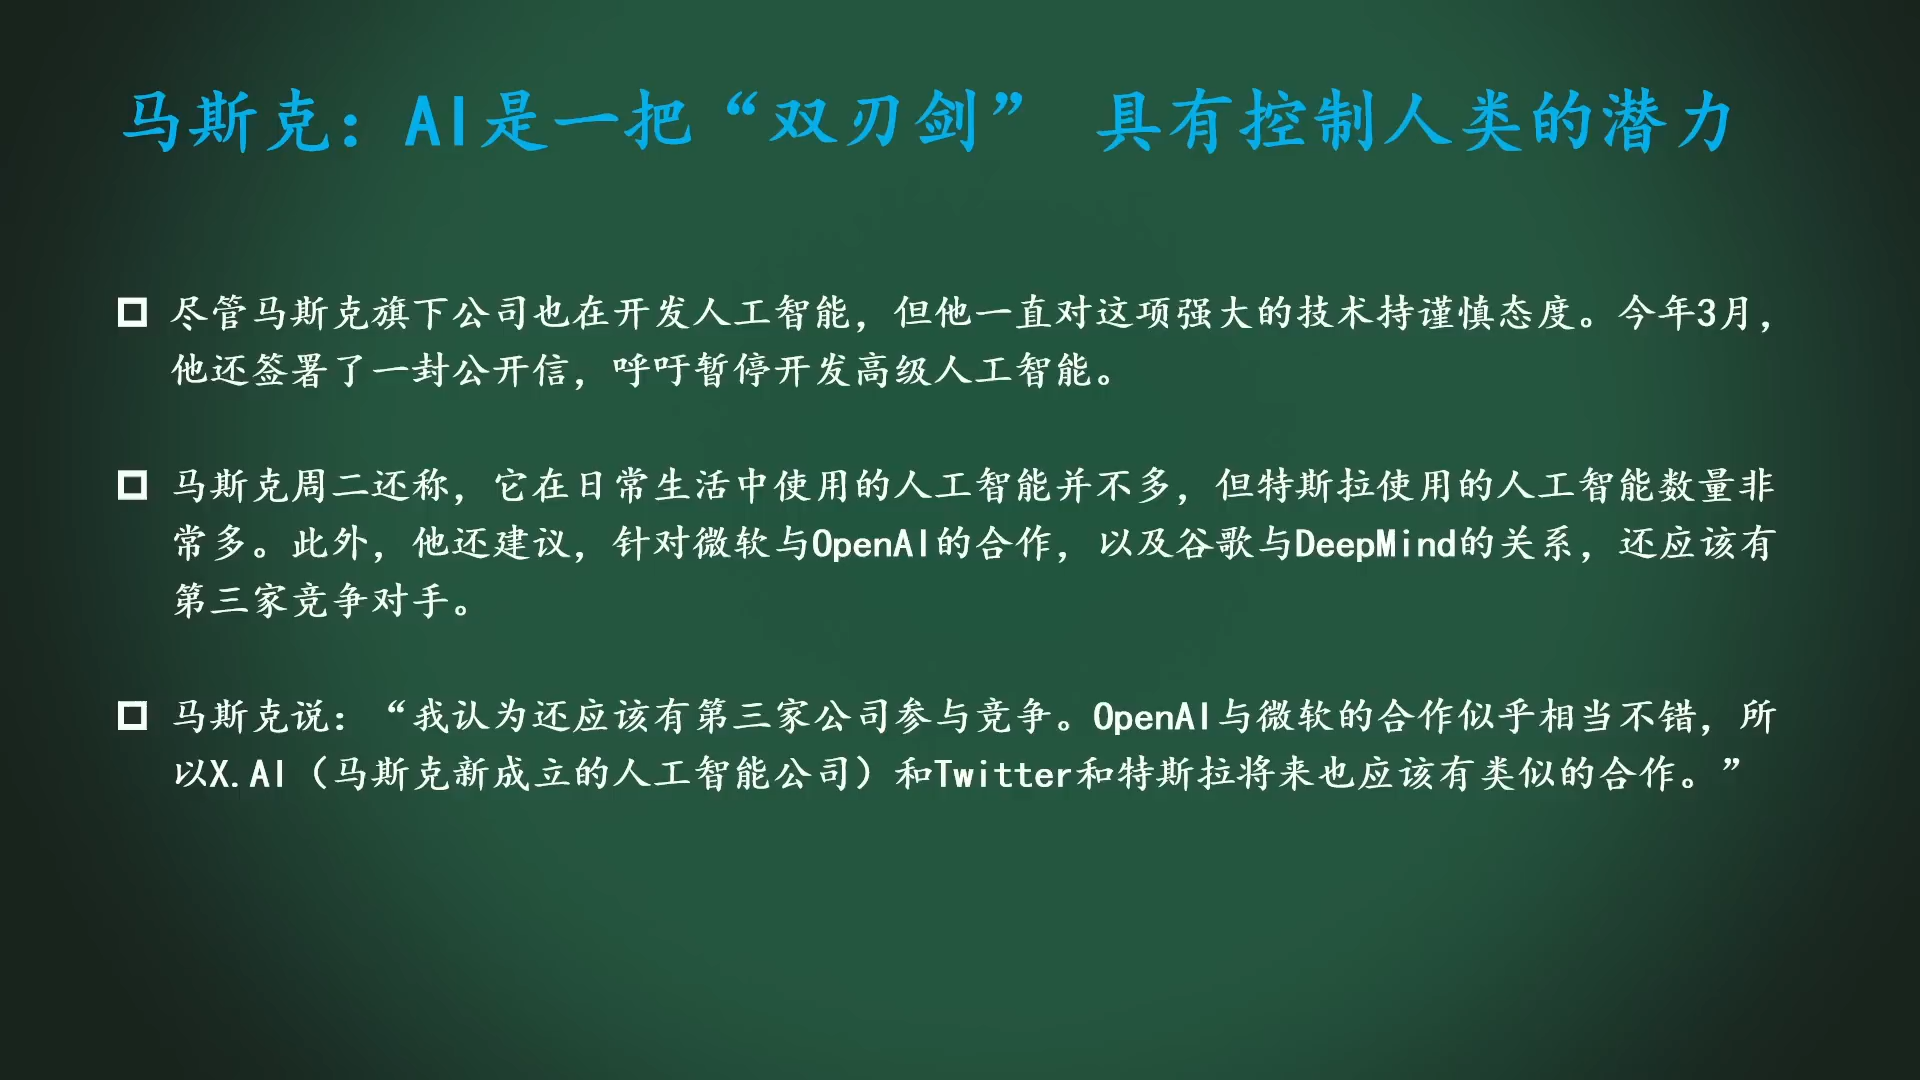 马斯克：AI是一把“双刃剑” 具有控制人类的潜力
尽管马斯克旗下公司也在开发人工智能，但他一直对这项强大的技术持谨慎态度。今年3月，
他还签署了一封公开信，呼吁暂停开发高级人工智能。
马斯克周二还称，它在日常生活中使用的人工智能并不多，但特斯拉使用的人工智能数量非
常多。此外，他还建议，针对微软与OpenAI的合作，以及谷歌与DeepMind的关系，还应该有
第三家竞争对手。
马斯克说：“我认为还应该有第三家公司参与竞争。OpenAI与微软的合作似乎相当不错，所
以X.AI（马斯克新成立的人工智能公司）和Twitter和特斯拉将来也应该有类似的合作。”